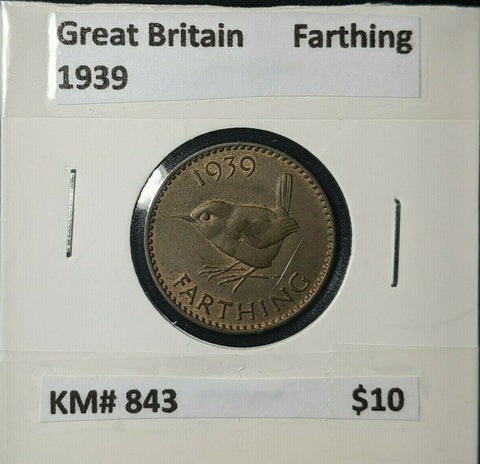 Great Britain Farthing
1939
1939
FARTHING
KM# 843 $10